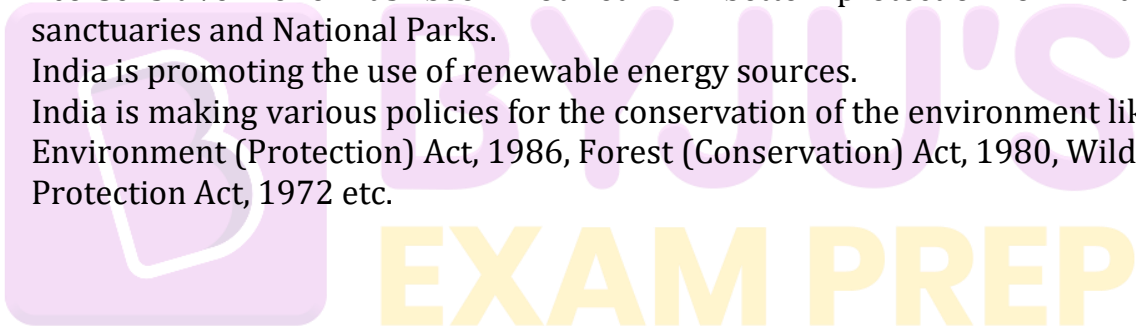 sanctuaries and National Parks.
India is promoting the use of renewable energy sources.
India is making various policies for the conservation of the environment
Environment (Protection) Act, 1986, Forest (Conservation) Act, 1980, Wild
Protection Act, 1972 etc.
BYJU'S
EXAM PREP